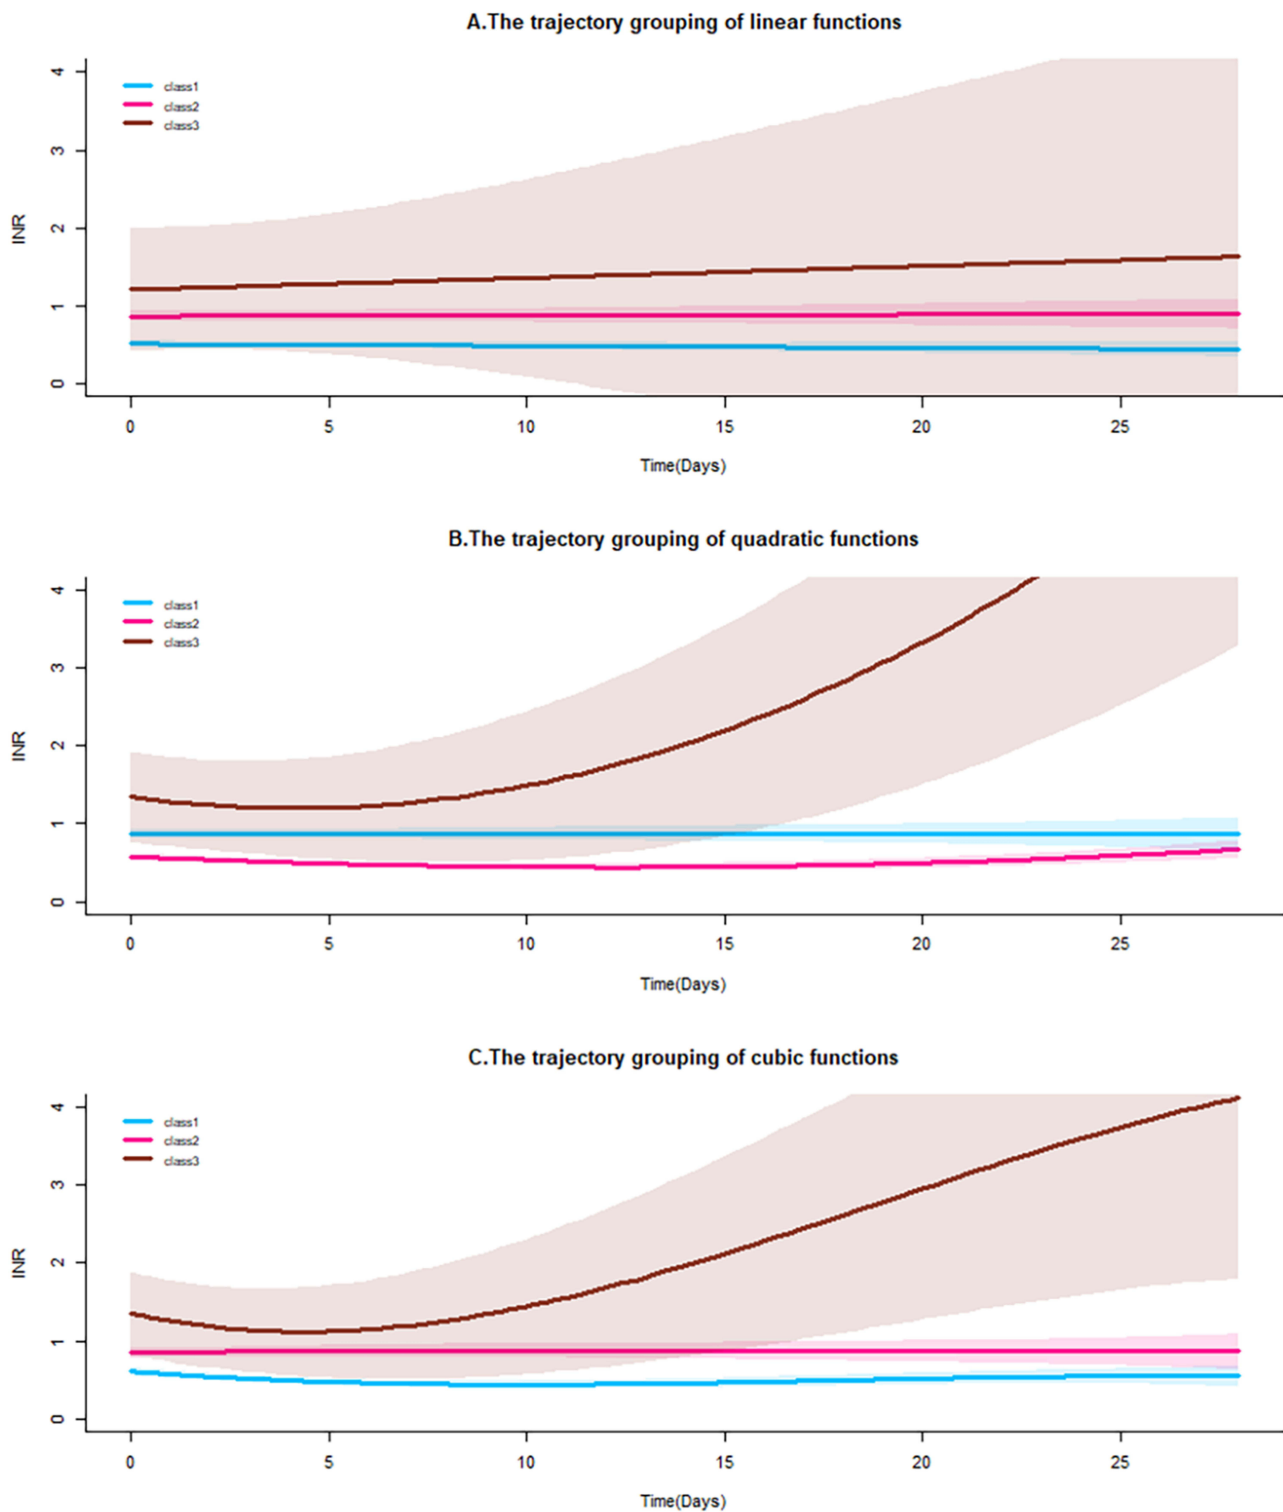 A.The trajectory grouping of linear functions
4
class1
class2
3
class3
INR
2
1
0
0 5 10 15 20 25
Time(Days)
B.The trajectory grouping of quadratic functions
4
class1
class2
class3
3
INR
2
1
0
0 5 10 15 20 25
Time(Days)
C.The trajectory grouping of cubic functions
4
class1
class2
class3
3
INR
2
1
0
0 5 10 15 20 25
Time(Days)